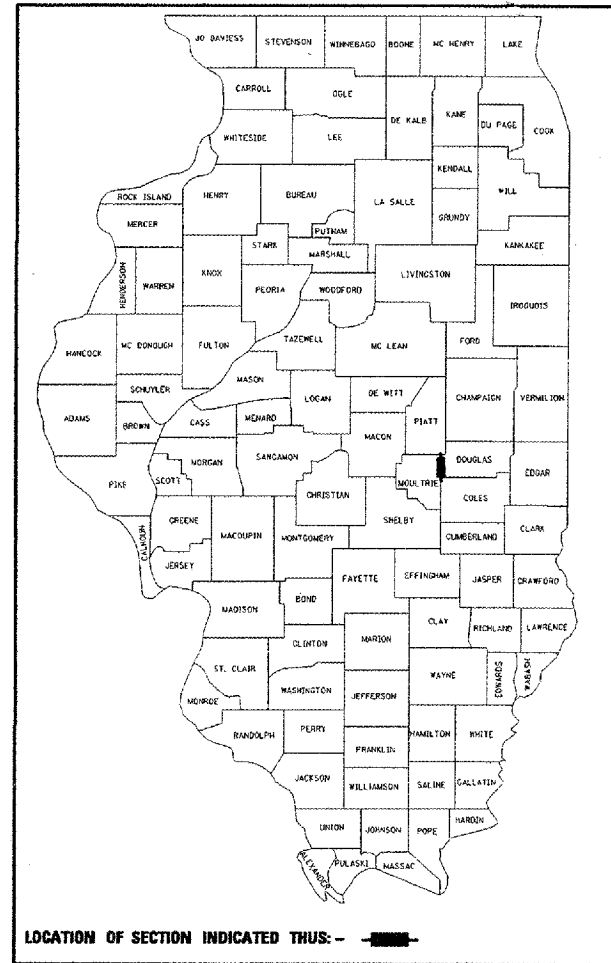 JO DAVIESS STEVENSON WINNEBAGO BOONE MC HENRY LAKE
CARROLL OGLE
DE KALB KANE DU PAGE COOK
WHITESIDE LEE
KENDALL WILL
ROCK ISLAND HENRY BUREAU LA SALLE
MERCER GRUNDY
STARK PUTNAM KANKAKEE
MARSHALL
HENDERSON WARREN KNOX LIVINGSTON
PEORIA WOODFORD IROQUOIS
HANCOCK MC DONOUGH FULTON TAZEWELL MC LEAN FORD
SCHUYLER MASON
ADAMS BROWN CASS MENARD LOGAN DE WITT PIATT CHAMPAIGN VERMILION
MACON
PIKE SCOTT MORGAN SANGAMON MOULTRIE DOUGLAS EDGAR
CHRISTIAN COLES
CALHOUN GREENE MACOUPIN MONTGOMERY SHELBY CUMBERLAND CLARK
JERSEY
FAYETTE EFFINGHAM JASPER CRAWFORD
MADISON BOND
CLAY RICHLAND LAWRENCE
CLINTON MARION
ST. CLAIR WAYNE EDWARDS WABASH
MONROE WASHINGTON JEFFERSON
RANDOLPH PERRY HAMILTON WHITE
FRANKLIN
JACKSON WILLIAMSON SALINE GALLATIN
UNION JOHNSON POPE HARDIN
ALEXANDER PULASKI MASSAC
LOCATION OF SECTION INDICATED THUS: -